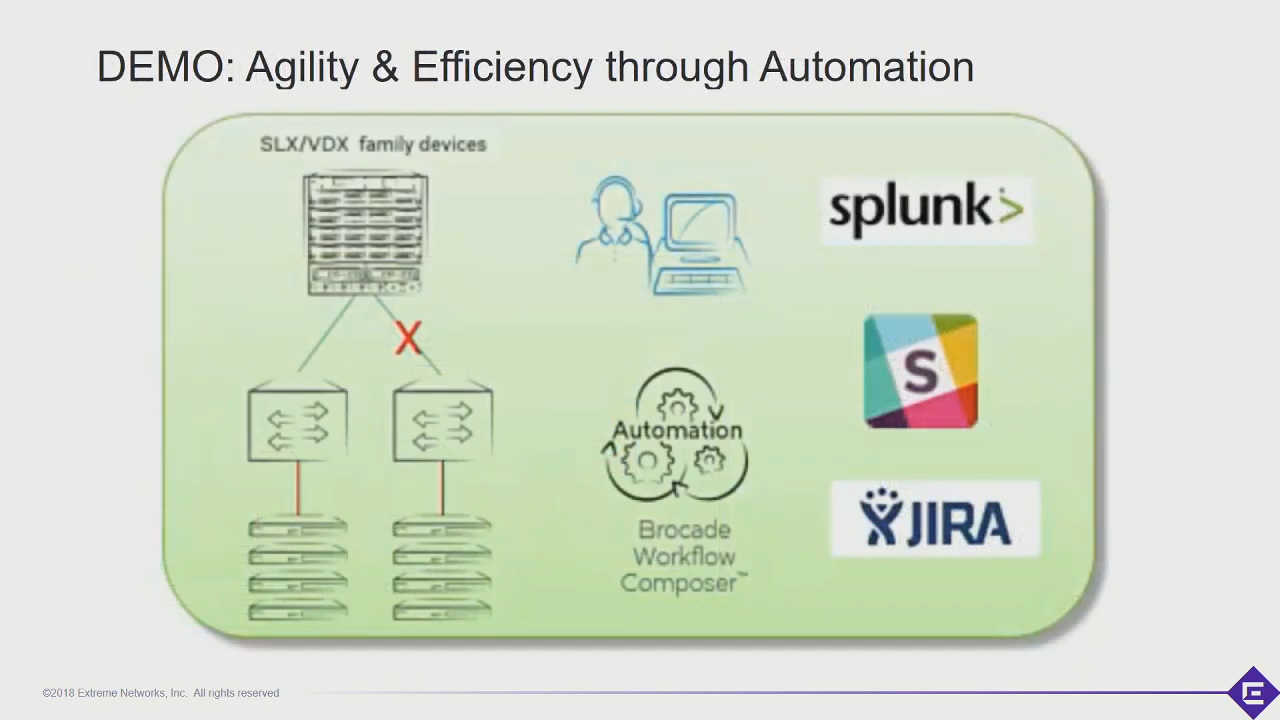 DEMO: Agility & Efficiency through Automation
SLX/VDX family devices
splunk>
X
S
Automation
Brocade
Workflow
Composer™
JIRA
©2018 Extreme Networks, Inc. All rights reserved
E